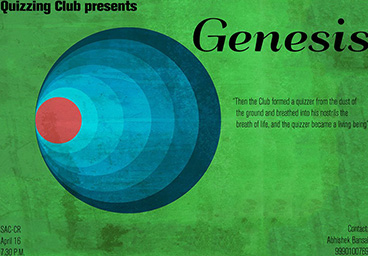 Quizzing Club presents
Genesis
"Then the Club formed a quizzer from the dust of
the ground and breathed into his nostrils the
breath of life, and the quizzer became a living being"
SAC-CR
April 16
7.30 P.M.
Contact:
Abhishek Bansal
9990100769